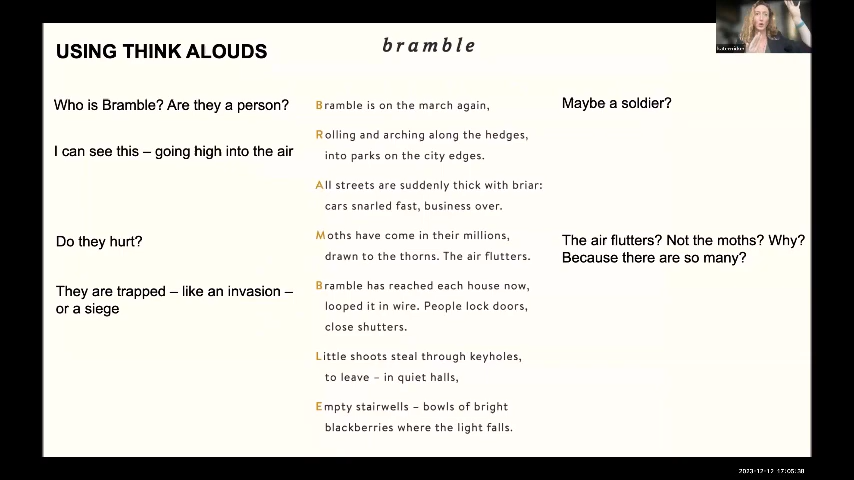 USING THINK ALOUDS
bramble
Who is Bramble? Are they a person?
I can see this – going high into the air
Do they hurt?
They are trapped – like an invasion –
or a siege
Bramble is on the march again,
Rolling and arching along the hedges,
into parks on the city edges.
All streets are suddenly thick with briar:
cars snarled fast, business over.
Moths have come in their millions,
drawn to the thorns. The air flutters.
Bramble has reached each house now,
looped it in wire. People lock doors,
close shutters.
Little shoots steal through keyholes,
to leave – in quiet halls,
Empty stairwells – bowls of bright
blackberries where the light falls.
Maybe a soldier?
The air flutters? Not the moths? Why?
Because there are so many?
2023-12-12 17:05:38